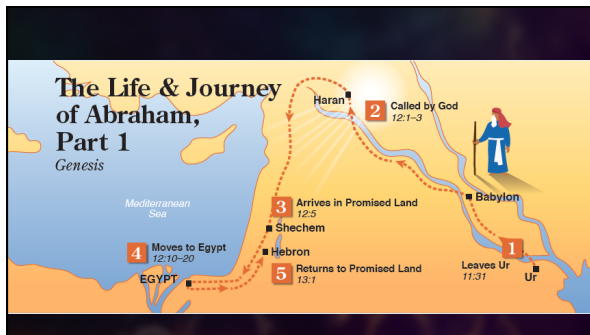 The Life & Journey
of Abraham,
Part 1
Genesis
Haran
2
Called by God
12:1–3
Mediterranean
Sea
3
Arrives in Promised Land
12:5
Shechem
Babylon
4
Moves to Egypt
12:10–20
Hebron
1
Leaves Ur
11:31
Ur
EGYPT
5
Returns to Promised Land
13:1